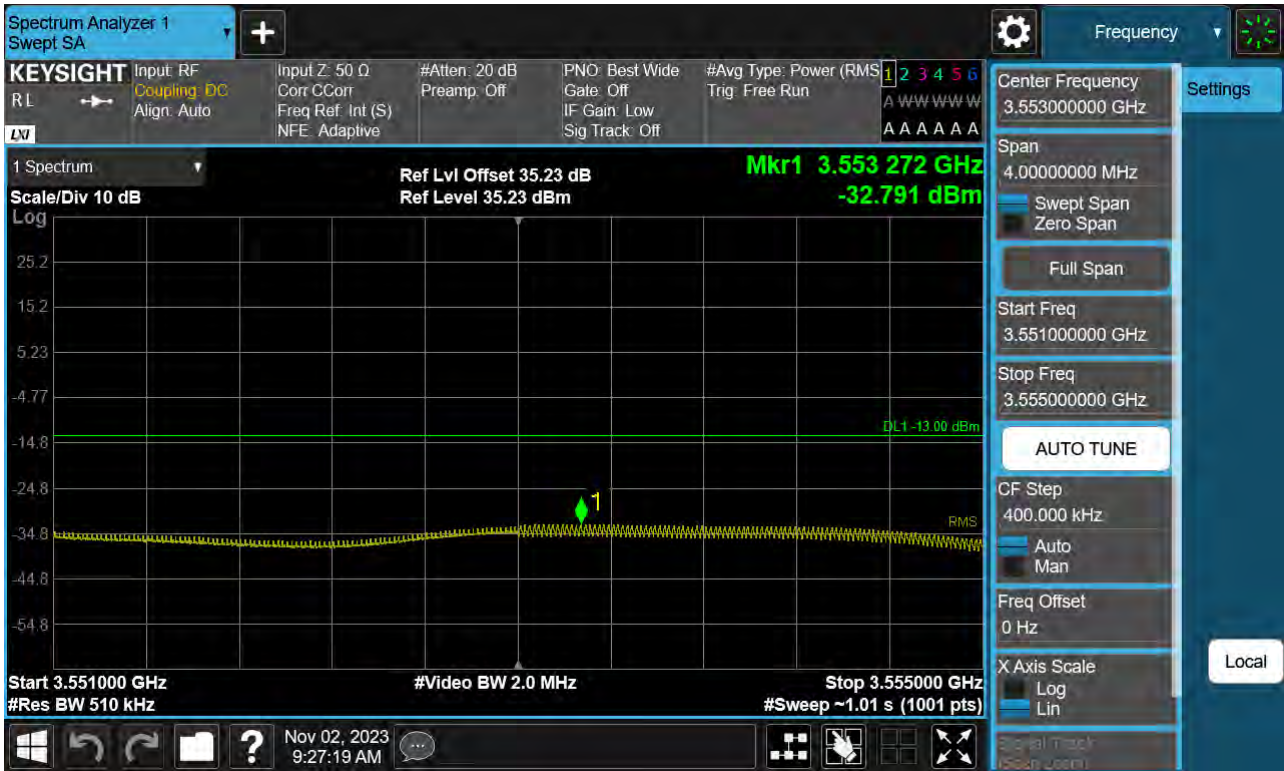 Spectrum Analyzer 1
Swept SA
Frequency
KEYSIGHT
RL
LXI
Input: RF
Coupling: DC
Align: Auto
Input Z: 50 Ω
Corr CCorr
Freq Ref: Int (S)
NFE: Adaptive
#Atten: 20 dB
Preamp: Off
PNO: Best Wide
Gate: Off
IF Gain: Low
Sig Track: Off
#Avg Type: Power (RMS
Trig: Free Run
1 2 3 4 5 6
A W W W W W
A A A A A A
1 Spectrum
Scale/Div 10 dB
Log
Ref Lvl Offset 35.23 dB
Ref Level 35.23 dBm
Mkr1 3.553 272 GHz
-32.791 dBm
25.2
15.2
5.23
-4.77
-14.8
-24.8
-34.8
-44.8
-54.8
DL1 -13.00 dBm
1
RMS
Start 3.551000 GHz
#Res BW 510 kHz
#Video BW 2.0 MHz
Stop 3.555000 GHz
#Sweep ~1.01 s (1001 pts)
Center Frequency
3.553000000 GHz
Settings
Span
4.00000000 MHz
Swept Span
Zero Span
Full Span
Start Freq
3.551000000 GHz
Stop Freq
3.555000000 GHz
AUTO TUNE
CF Step
400.000 kHz
Auto
Man
Freq Offset
0 Hz
X Axis Scale
Log
Lin
Signal Track
(Span Zoom)
Local
?
Nov 02, 2023
9:27:19 AM